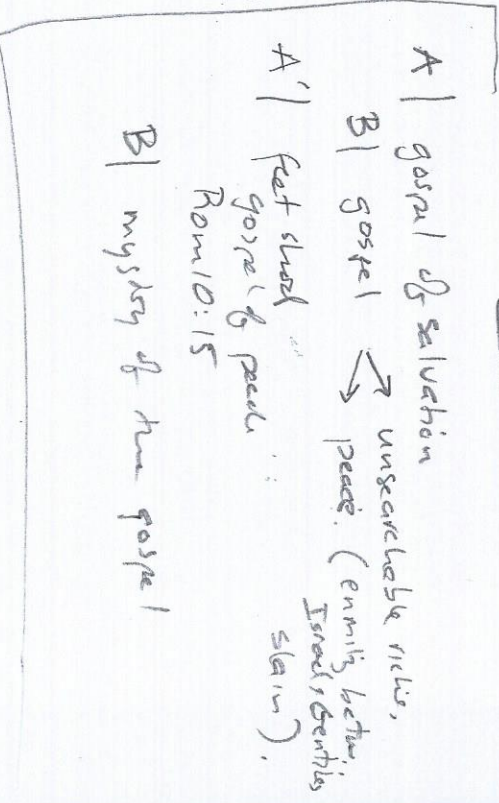 A| gospel of salvation
B| gospel ↗ unsearchable riches,
↘ peace. (enmity betw.
Israel, Gentiles
slain).
A'| feet shod
gospel of peace
Rom 10:15
B| mystery of the gospel